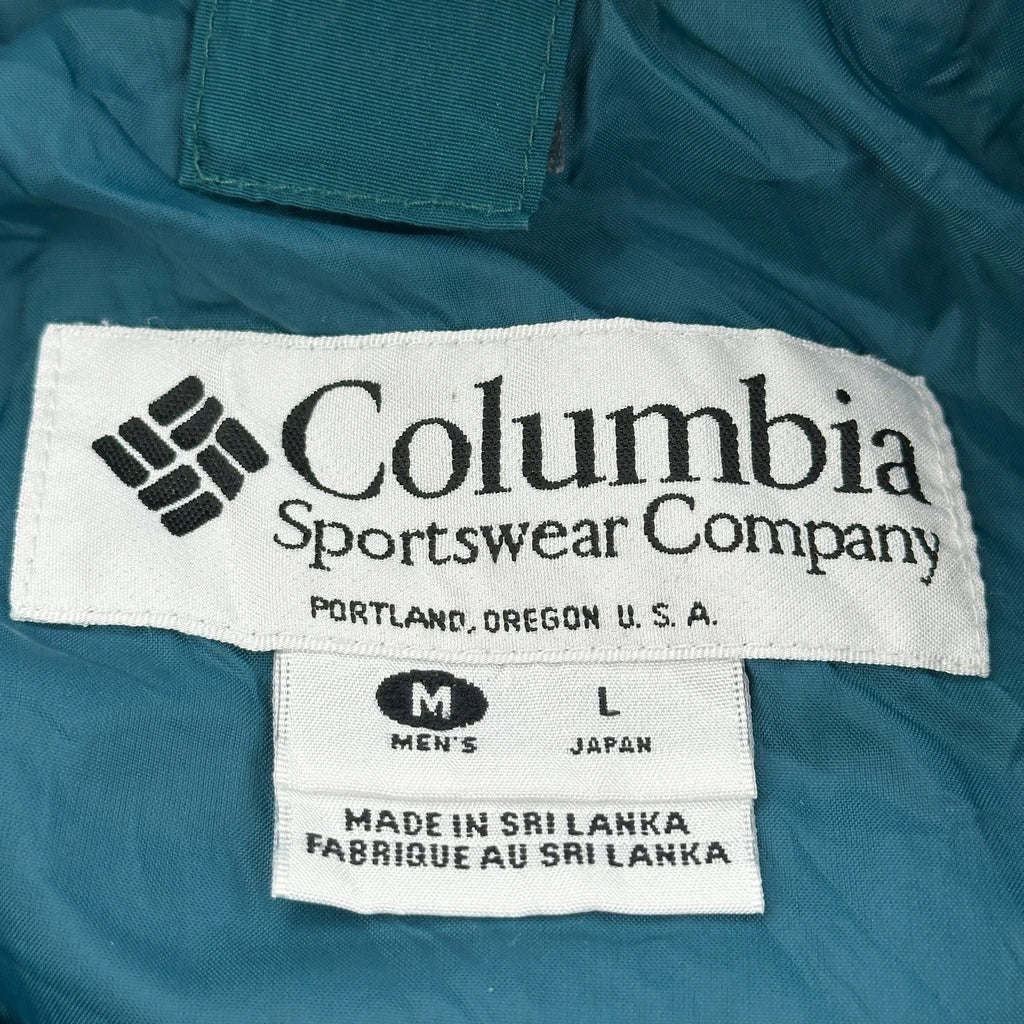 Columbia
Sportswear Company
PORTLAND, OREGON U. S. A.
M L
MEN'S JAPAN
MADE IN SRI LANKA
FABRIQUE AU SRI LANKA